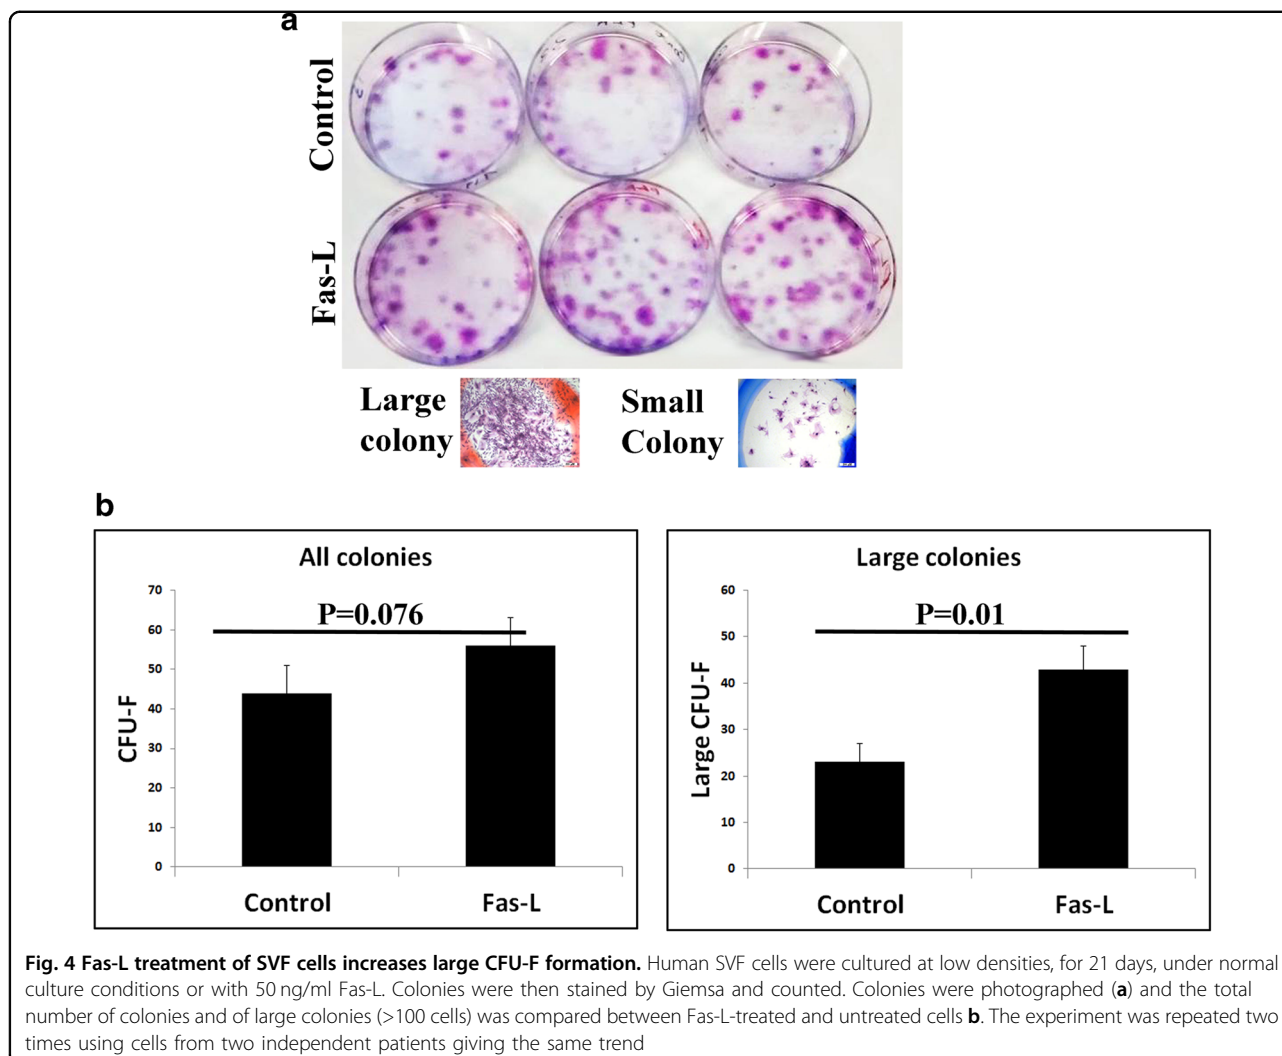 a
Control
Fas-L
Large
colony
Small
Colony
b
All colonies
70
60
50
40
30
20
10
0
P=0.076
CFU-F
Control
Fas-L
Large colonies
60
50
40
30
20
10
0
P=0.01
Large CFU-F
Control
Fas-L
Fig. 4 Fas-L treatment of SVF cells increases large CFU-F formation. Human SVF cells were cultured at low densities, for 21 days, under normal
culture conditions or with 50 ng/ml Fas-L. Colonies were then stained by Giemsa and counted. Colonies were photographed (a) and the total
number of colonies and of large colonies (>100 cells) was compared between Fas-L-treated and untreated cells b. The experiment was repeated two
times using cells from two independent patients giving the same trend